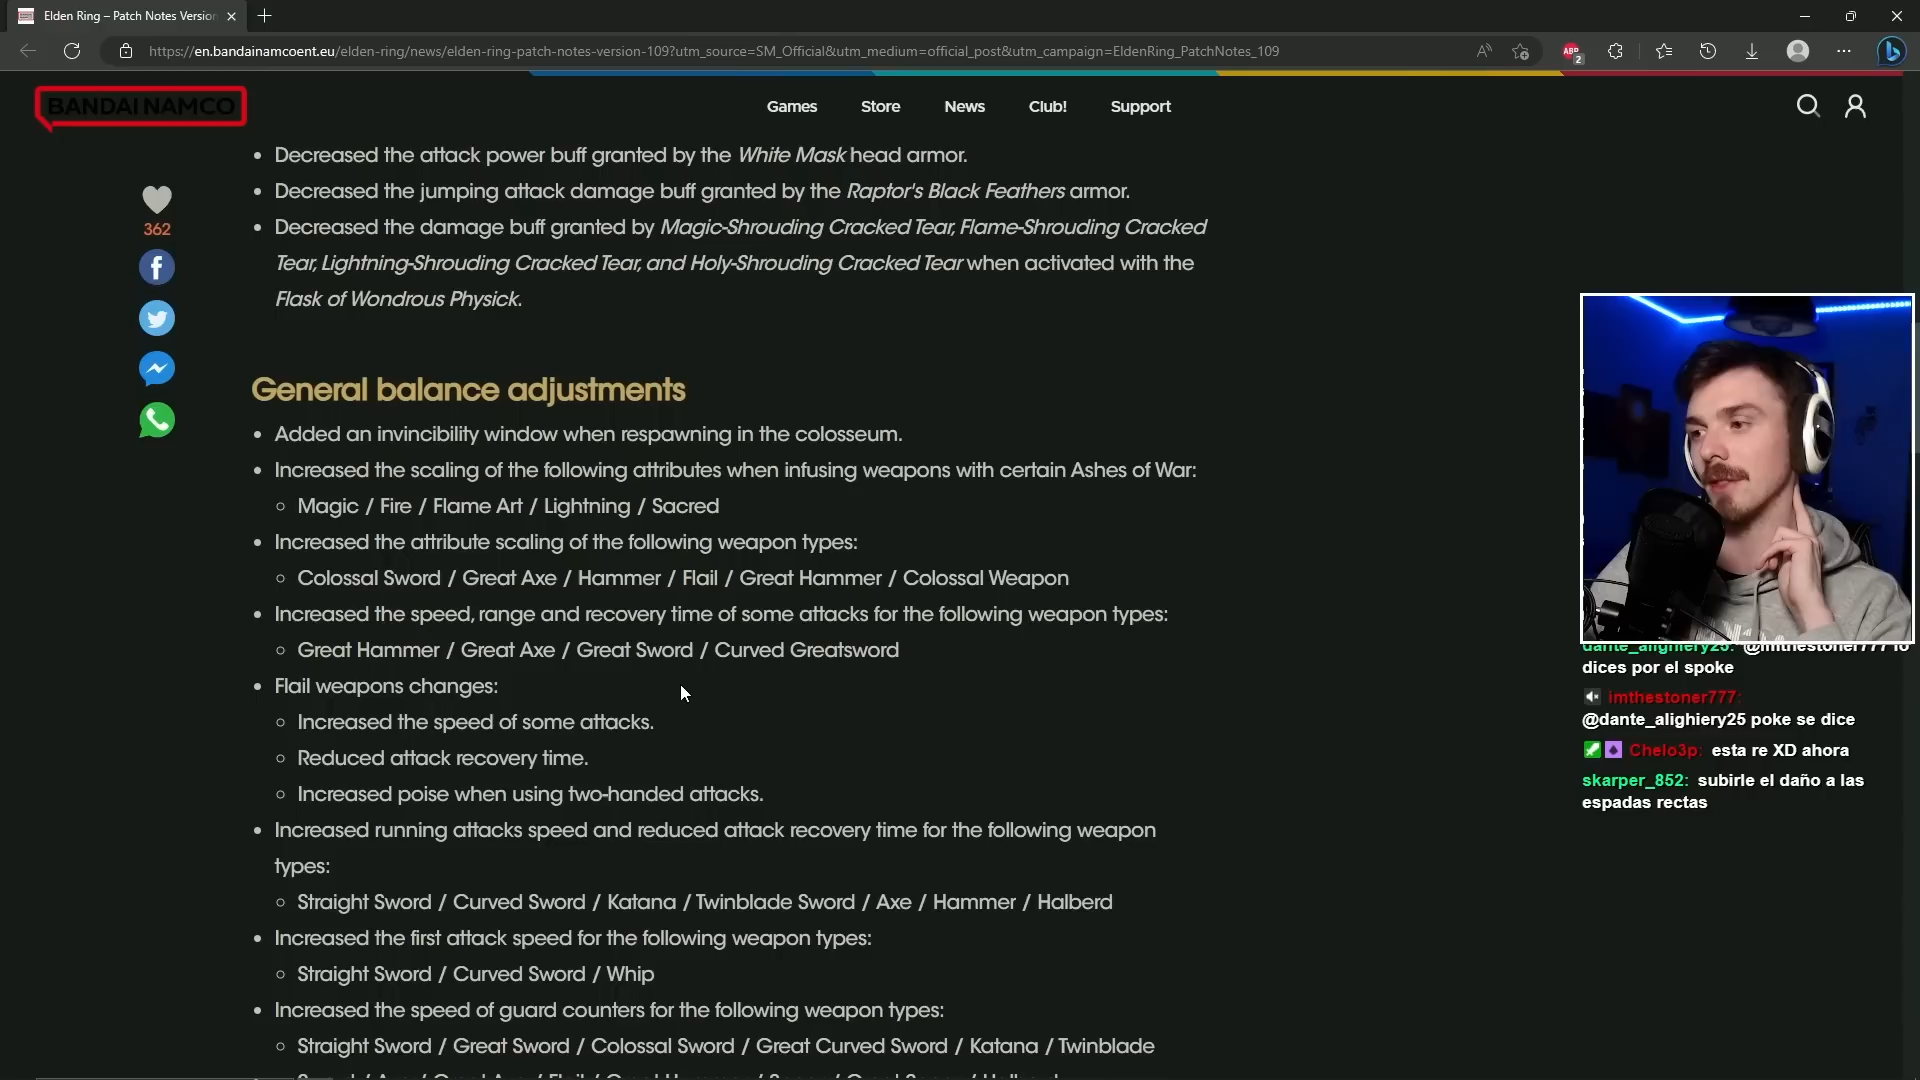 Elden Ring – Patch Notes Version
https://en.bandainamcoent.eu/elden-ring/news/elden-ring-patch-notes-version-109?utm_source=SM_Official&utm_medium=official_post&utm_campaign=EldenRing_PatchNotes_109
ABP
2
BANDAI NAMCO
Games
Store
News
Club!
Support
• Decreased the attack power buff granted by the White Mask head armor.
• Decreased the jumping attack damage buff granted by the Raptor's Black Feathers armor.
• Decreased the damage buff granted by Magic-Shrouding Cracked Tear, Flame-Shrouding Cracked
Tear, Lightning-Shrouding Cracked Tear, and Holy-Shrouding Cracked Tear when activated with the
Flask of Wondrous Physick.
362
General balance adjustments
• Added an invincibility window when respawning in the colosseum.
• Increased the scaling of the following attributes when infusing weapons with certain Ashes of War:
○ Magic / Fire / Flame Art / Lightning / Sacred
• Increased the attribute scaling of the following weapon types:
○ Colossal Sword / Great Axe / Hammer / Flail / Great Hammer / Colossal Weapon
• Increased the speed, range and recovery time of some attacks for the following weapon types:
○ Great Hammer / Great Axe / Great Sword / Curved Greatsword
• Flail weapons changes:
○ Increased the speed of some attacks.
○ Reduced attack recovery time.
○ Increased poise when using two-handed attacks.
• Increased running attacks speed and reduced attack recovery time for the following weapon
types:
○ Straight Sword / Curved Sword / Katana / Twinblade Sword / Axe / Hammer / Halberd
• Increased the first attack speed for the following weapon types:
○ Straight Sword / Curved Sword / Whip
• Increased the speed of guard counters for the following weapon types:
○ Straight Sword / Great Sword / Colossal Sword / Great Curved Sword / Katana / Twinblade
dante_alighiery25: @imthestoner777 lo
dices por el spoke
imthestoner777:
@dante_alighiery25 poke se dice
Chelo3p: esta re XD ahora
skarper_852: subirle el daño a las
espadas rectas